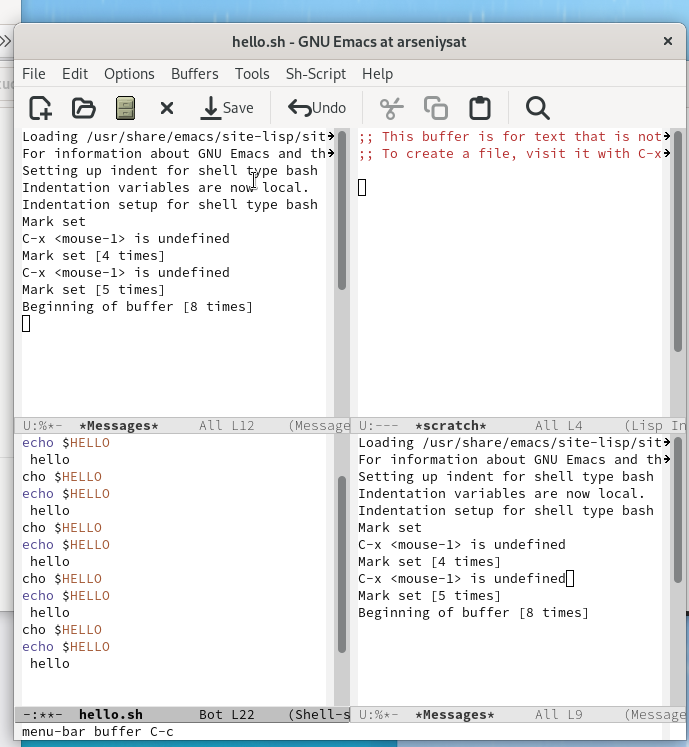 hello.sh - GNU Emacs at arseniysat
File Edit Options Buffers Tools Sh-Script Help
Save Undo
Loading /usr/share/emacs/site-lisp/sit
For information about GNU Emacs and th
Setting up indent for shell type bash
Indentation variables are now local.
Indentation setup for shell type bash
Mark set
C-x <mouse-1> is undefined
Mark set [4 times]
C-x <mouse-1> is undefined
Mark set [5 times]
Beginning of buffer [8 times]
U:%*- *Messages* All L12 (Message
;; This buffer is for text that is not
;; To create a file, visit it with C-x
U:--- *scratch* All L4 (Lisp In
echo $HELLO
hello
cho $HELLO
echo $HELLO
hello
cho $HELLO
echo $HELLO
hello
cho $HELLO
echo $HELLO
hello
cho $HELLO
echo $HELLO
hello
-:**- hello.sh Bot L22 (Shell-s
Loading /usr/share/emacs/site-lisp/sit
For information about GNU Emacs and th
Setting up indent for shell type bash
Indentation variables are now local.
Indentation setup for shell type bash
Mark set
C-x <mouse-1> is undefined
Mark set [4 times]
C-x <mouse-1> is undefined
Mark set [5 times]
Beginning of buffer [8 times]
U:%*- *Messages* All L9 (Message
menu-bar buffer C-c